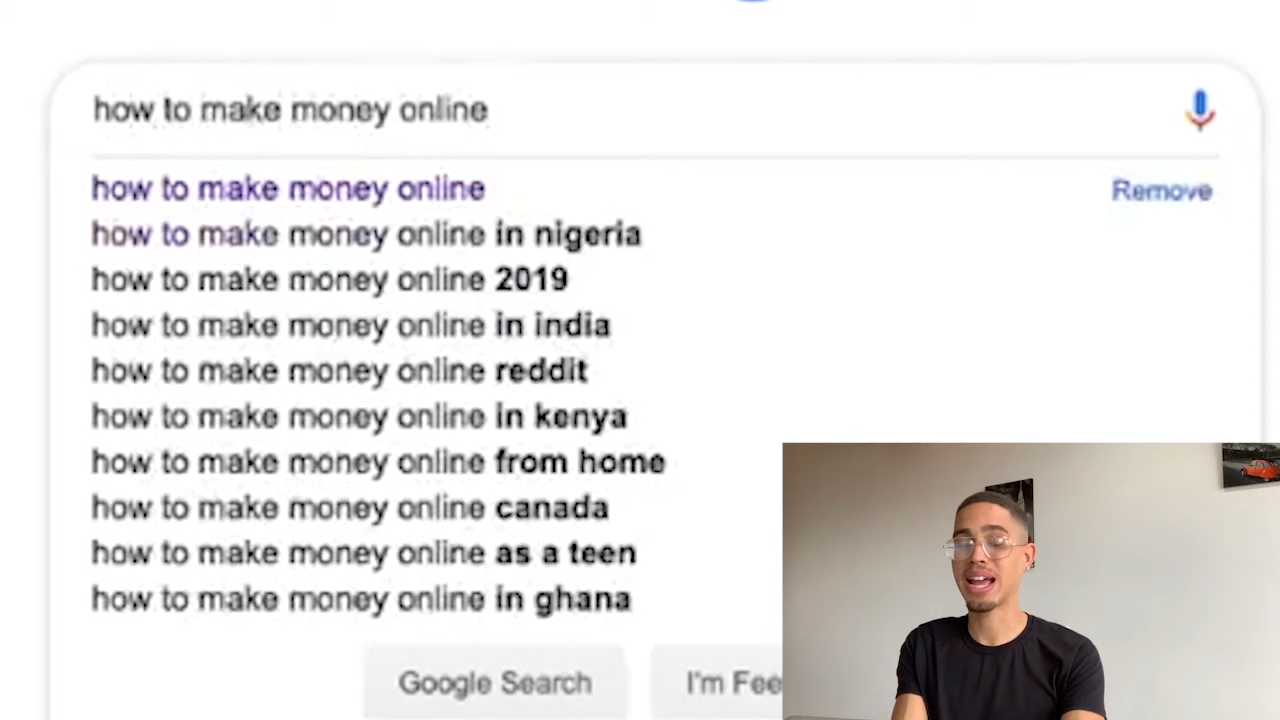 how to make money online
how to make money online
Remove
how to make money online in nigeria
how to make money online 2019
how to make money online in india
how to make money online reddit
how to make money online in kenya
how to make money online from home
how to make money online canada
how to make money online as a teen
how to make money online in ghana
Google Search
I'm Fee